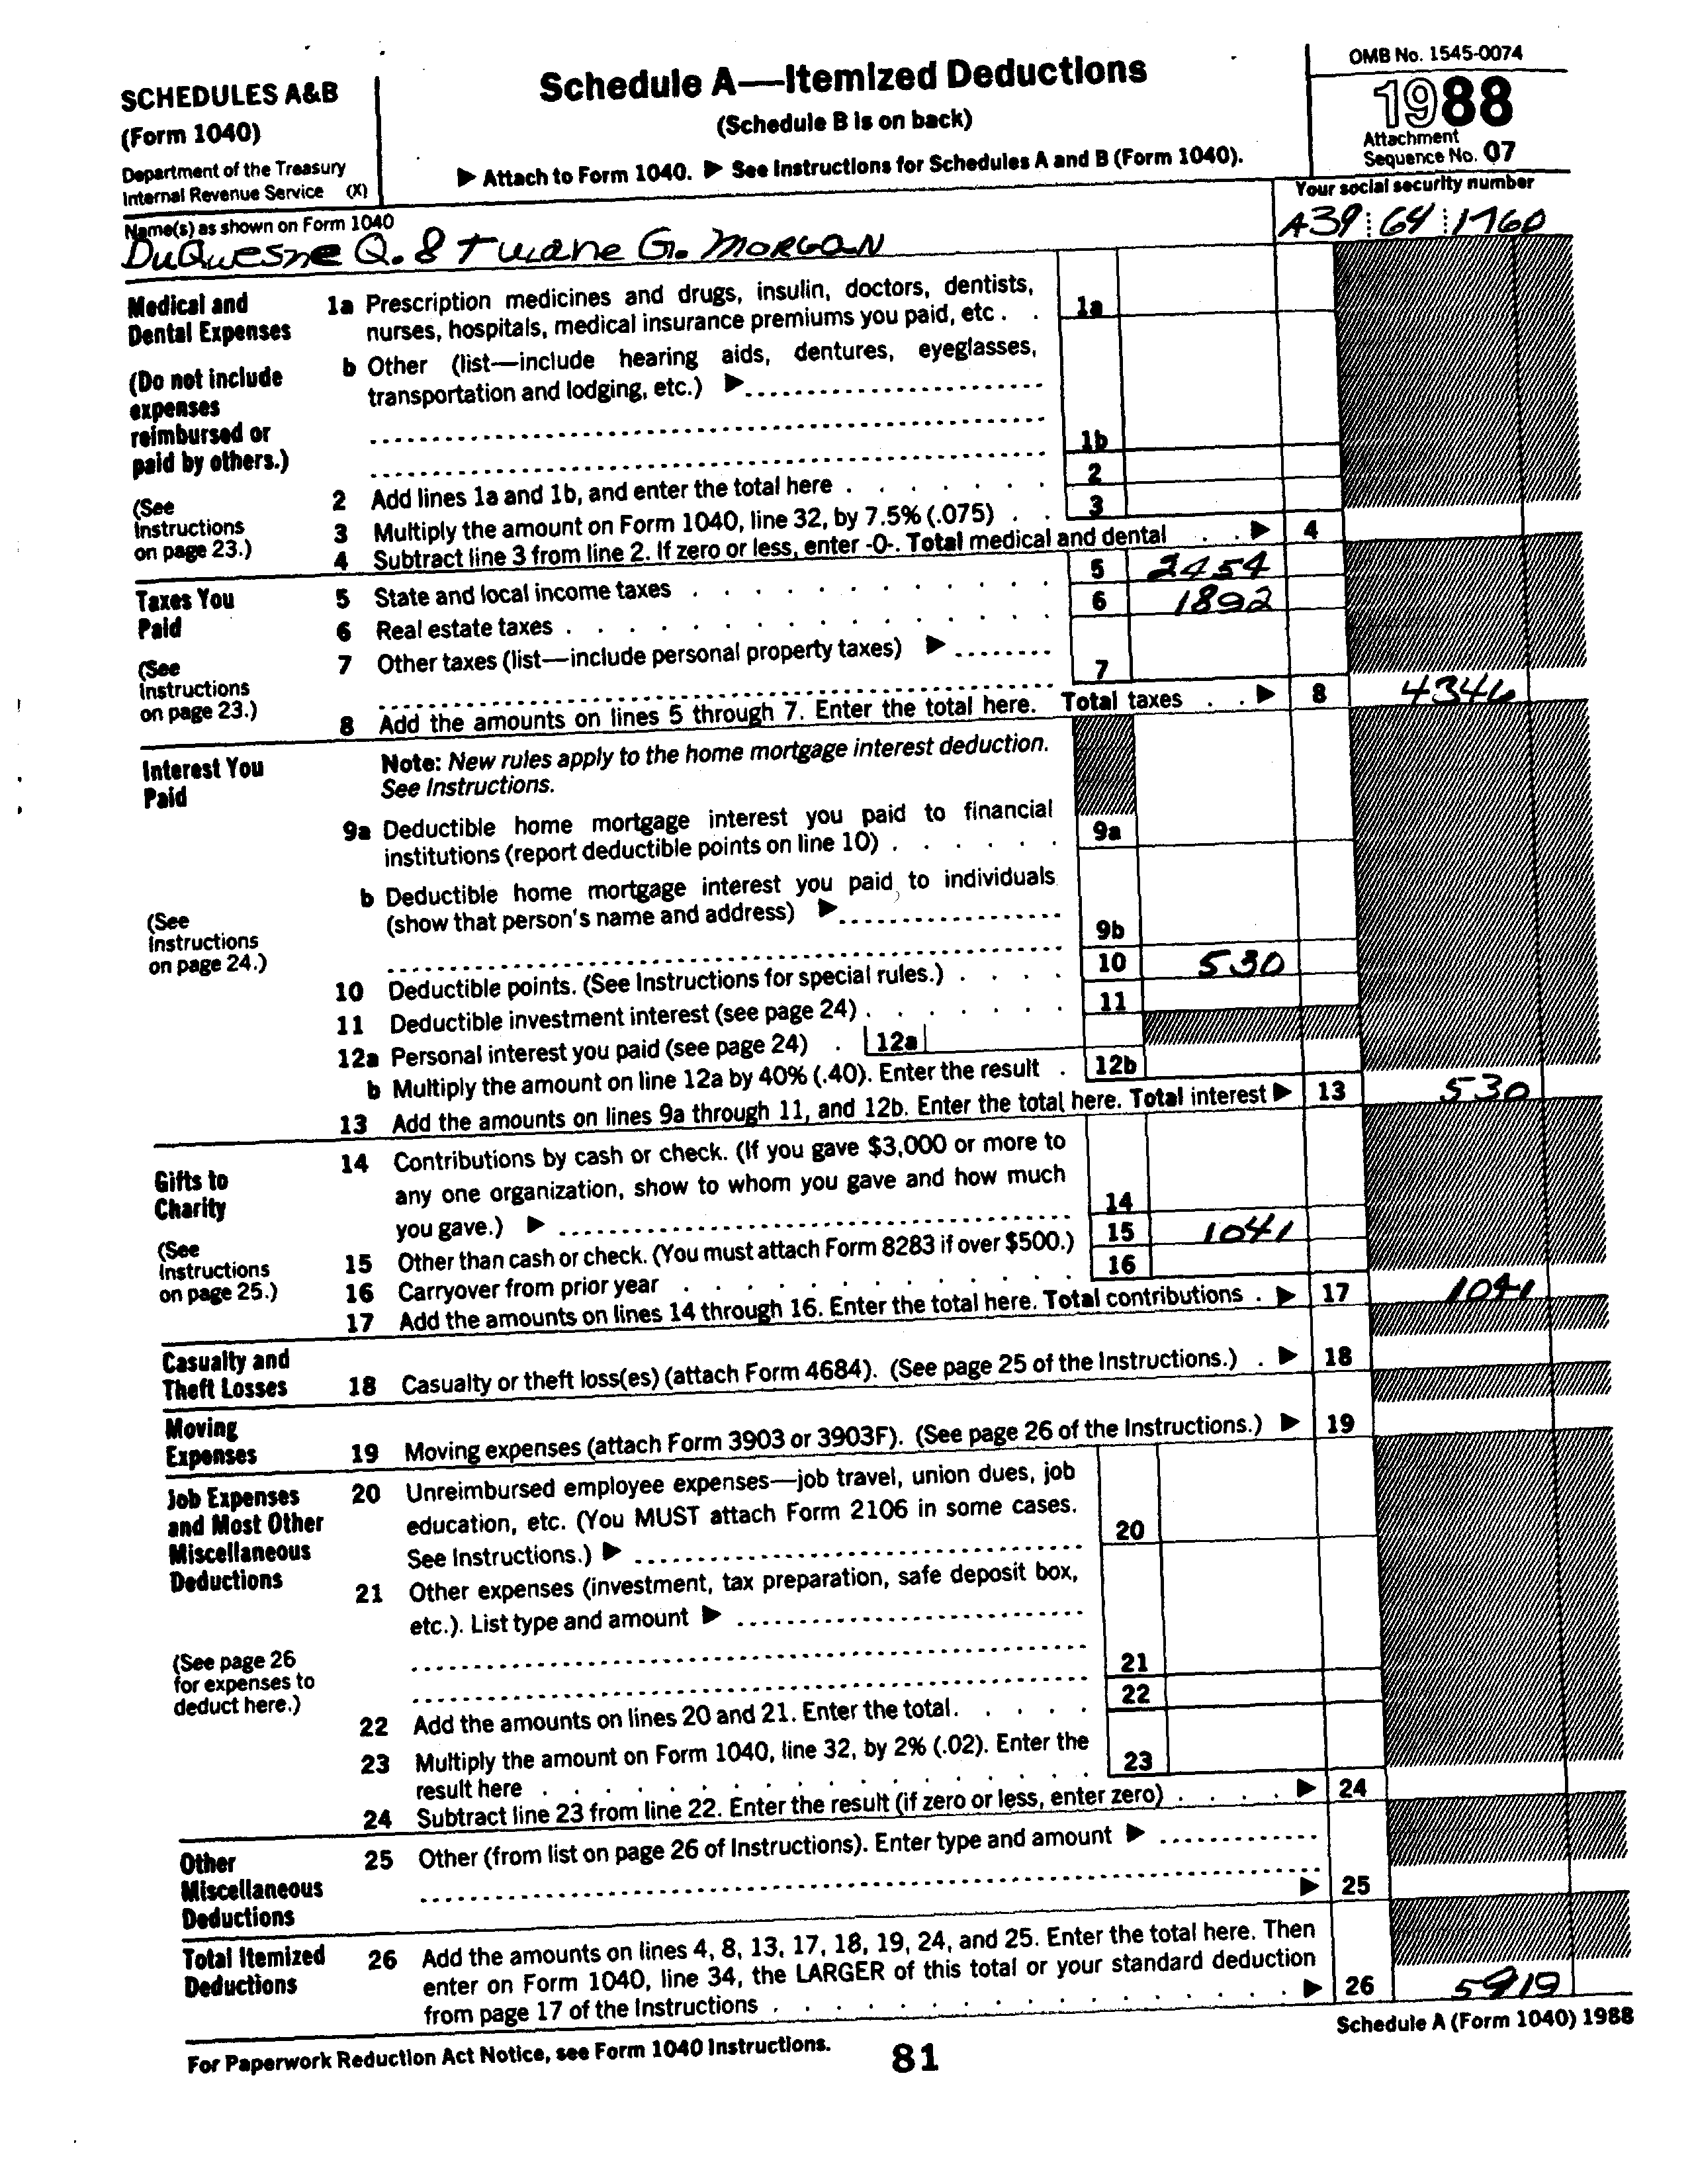 SCHEDULES A&B
(Form 1040)
Department of the Treasury
Internal Revenue Service (X)
Schedule A—Itemized Deductions
(Schedule B is on back)
▶ Attach to Form 1040. ▶ See Instructions for Schedules A and B (Form 1040).
OMB No. 1545-0074
1988
Attachment
Sequence No. 07
Name(s) as shown on Form 1040
DuQuesne Q. & Twane G. MORGAN
Your social security number
A39 64 1760
Medical and
Dental Expenses
(Do not include
expenses
reimbursed or
paid by others.)
(See
Instructions
on page 23.)
1a Prescription medicines and drugs, insulin, doctors, dentists,
nurses, hospitals, medical insurance premiums you paid, etc . . 1a
b Other (list—include hearing aids, dentures, eyeglasses,
transportation and lodging, etc.) ▶
1b
2 Add lines 1a and 1b, and enter the total here . . . . . . . 2
3 Multiply the amount on Form 1040, line 32, by 7.5% (.075) . . 3
4 Subtract line 3 from line 2. If zero or less, enter -0-. Total medical and dental . . ▶ 4
Taxes You
Paid
(See
Instructions
on page 23.)
5 State and local income taxes . . . . . . . . . . . . 5 2454
6 Real estate taxes . . . . . . . . . . . . . . . . 6 1892
7 Other taxes (list—include personal property taxes) ▶
7
8 Add the amounts on lines 5 through 7. Enter the total here. Total taxes . . ▶ 8 4346
Interest You
Paid
(See
Instructions
on page 24.)
Note: New rules apply to the home mortgage interest deduction.
See Instructions.
9a Deductible home mortgage interest you paid to financial
institutions (report deductible points on line 10) . . . . . . 9a
b Deductible home mortgage interest you paid to individuals
(show that person's name and address) ▶
9b
10 Deductible points. (See Instructions for special rules.) . . . . 10 530
11 Deductible investment interest (see page 24) . . . . . . . 11
12a Personal interest you paid (see page 24) . 12a
b Multiply the amount on line 12a by 40% (.40). Enter the result . 12b
13 Add the amounts on lines 9a through 11, and 12b. Enter the total here. Total interest ▶ 13 530
Gifts to
Charity
(See
Instructions
on page 25.)
14 Contributions by cash or check. (If you gave $3,000 or more to
any one organization, show to whom you gave and how much
you gave.) ▶ 14
15 Other than cash or check. (You must attach Form 8283 if over $500.) 15 1041
16 Carryover from prior year . . . . . . . . . . . . . 16
17 Add the amounts on lines 14 through 16. Enter the total here. Total contributions . ▶ 17 1041
Casualty and
Theft Losses
18 Casualty or theft loss(es) (attach Form 4684). (See page 25 of the Instructions.) . ▶ 18
Moving
Expenses
19 Moving expenses (attach Form 3903 or 3903F). (See page 26 of the Instructions.) ▶ 19
Job Expenses
and Most Other
Miscellaneous
Deductions
(See page 26
for expenses to
deduct here.)
20 Unreimbursed employee expenses—job travel, union dues, job
education, etc. (You MUST attach Form 2106 in some cases.
See Instructions.) ▶ 20
21 Other expenses (investment, tax preparation, safe deposit box,
etc.). List type and amount ▶
21
22 Add the amounts on lines 20 and 21. Enter the total. . . . . 22
23 Multiply the amount on Form 1040, line 32, by 2% (.02). Enter the
result here . . . . . . . . . . . . . . . . . . 23
24 Subtract line 23 from line 22. Enter the result (if zero or less, enter zero) . . . . ▶ 24
Other
Miscellaneous
Deductions
25 Other (from list on page 26 of Instructions). Enter type and amount ▶
▶ 25
Total Itemized
Deductions
26 Add the amounts on lines 4, 8, 13, 17, 18, 19, 24, and 25. Enter the total here. Then
enter on Form 1040, line 34, the LARGER of this total or your standard deduction
from page 17 of the Instructions . . . . . . . . . . . . . . . . . ▶ 26 5919
For Paperwork Reduction Act Notice, see Form 1040 Instructions.
81
Schedule A (Form 1040) 1988